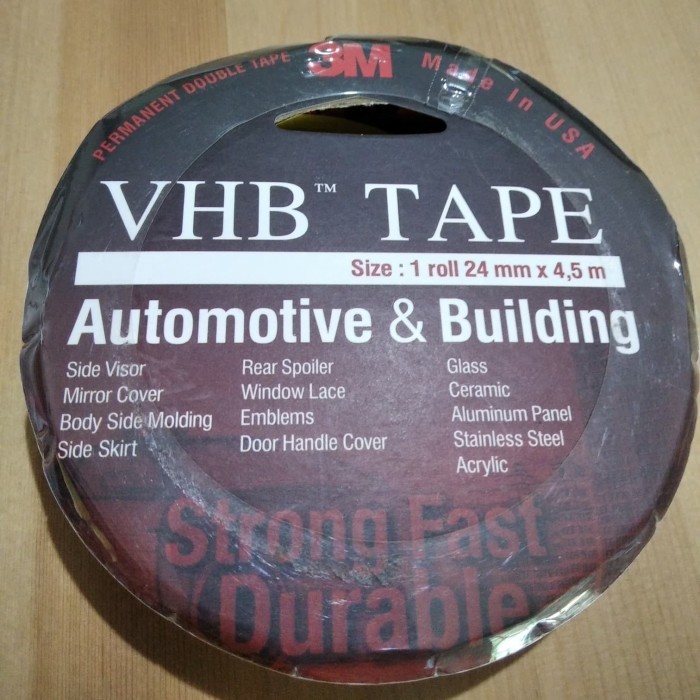 PERMANENT DOUBLE TAPE 3M Made In USA
VHB™ TAPE
Size : 1 roll 24 mm x 4,5 m
Automotive & Building
Side Visor
Mirror Cover
Body Side Molding
Side Skirt
Rear Spoiler
Window Lace
Emblems
Door Handle Cover
Glass
Ceramic
Aluminum Panel
Stainless Steel
Acrylic
Strong Fast
Durable